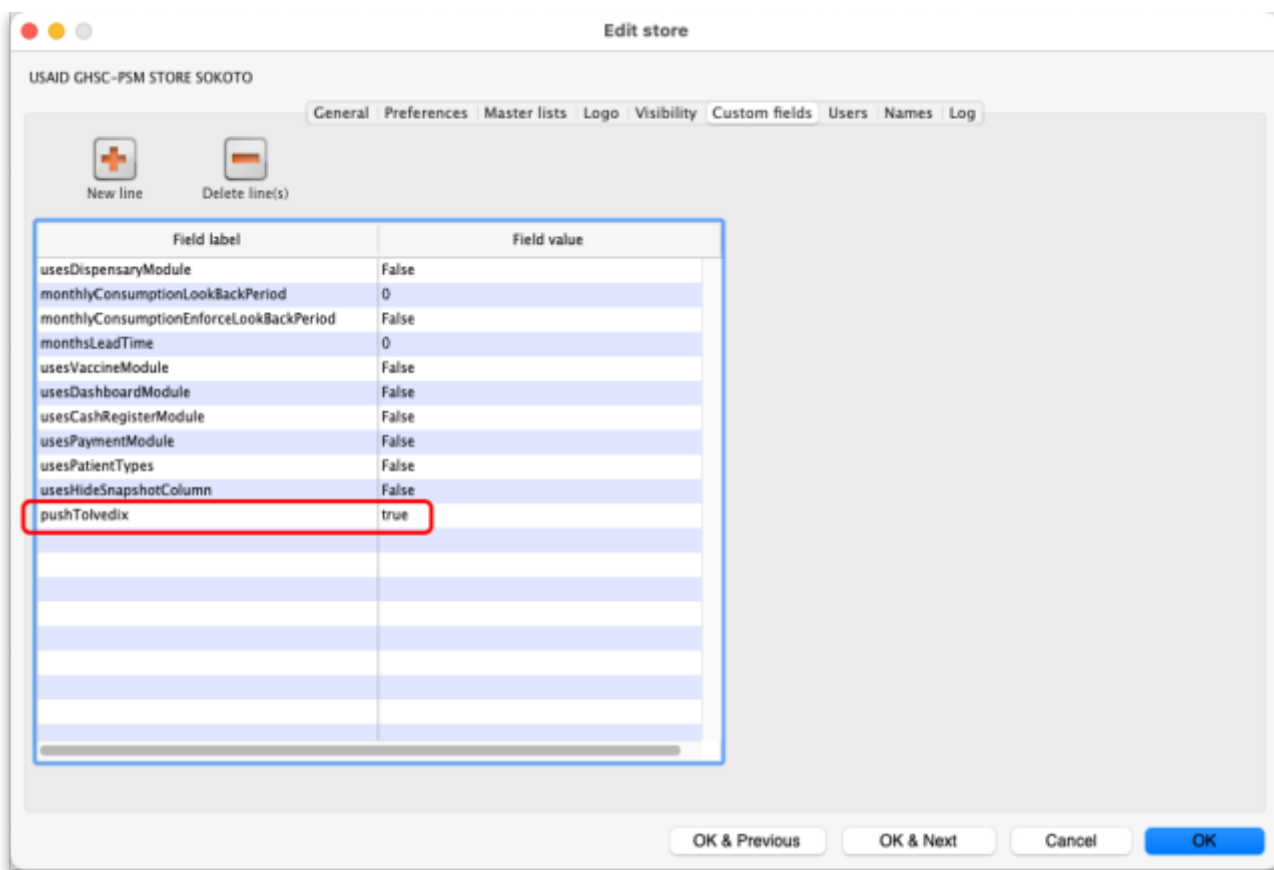 Edit store
USAID GHSC-PSM STORE SOKOTO
General Preferences Master lists Logo Visibility Custom fields Users Names Log
New line Delete line(s)
Field label Field value
usesDispensaryModule False
monthlyConsumptionLookBackPeriod 0
monthlyConsumptionEnforceLookBackPeriod False
monthsLeadTime 0
usesVaccineModule False
usesDashboardModule False
usesCashRegisterModule False
usesPaymentModule False
usesPatientTypes False
usesHideSnapshotColumn False
pushToIvedix true
OK & Previous OK & Next Cancel OK